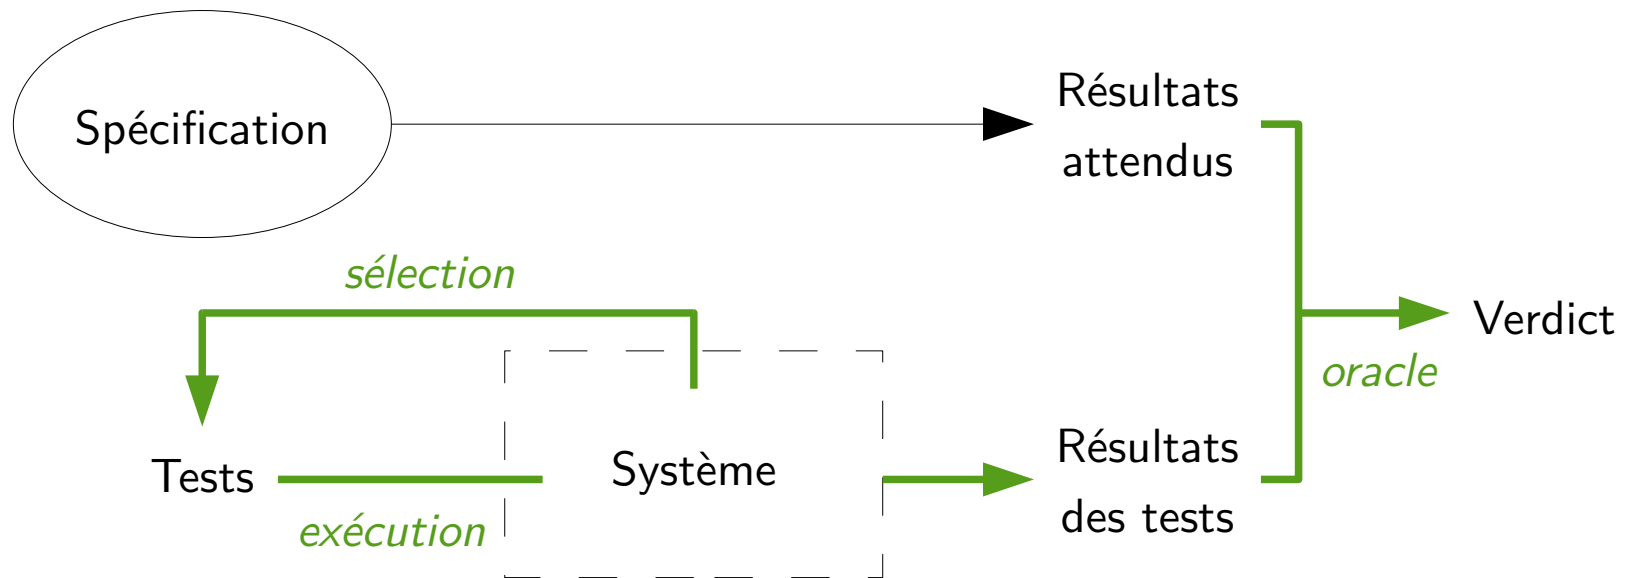 Spécification
Résultats
attendus
sélection
Verdict
oracle
Tests
exécution
Système
Résultats
des tests